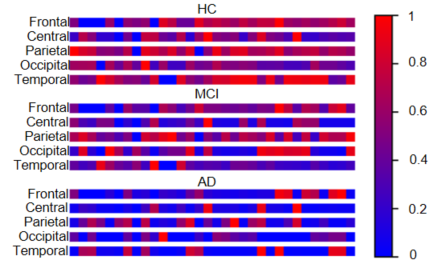 HC
Frontal
Central
Parietal
Occipital
Temporal
MCI
Frontal
Central
Parietal
Occipital
Temporal
AD
Frontal
Central
Parietal
Occipital
Temporal
1
0.8
0.6
0.4
0.2
0